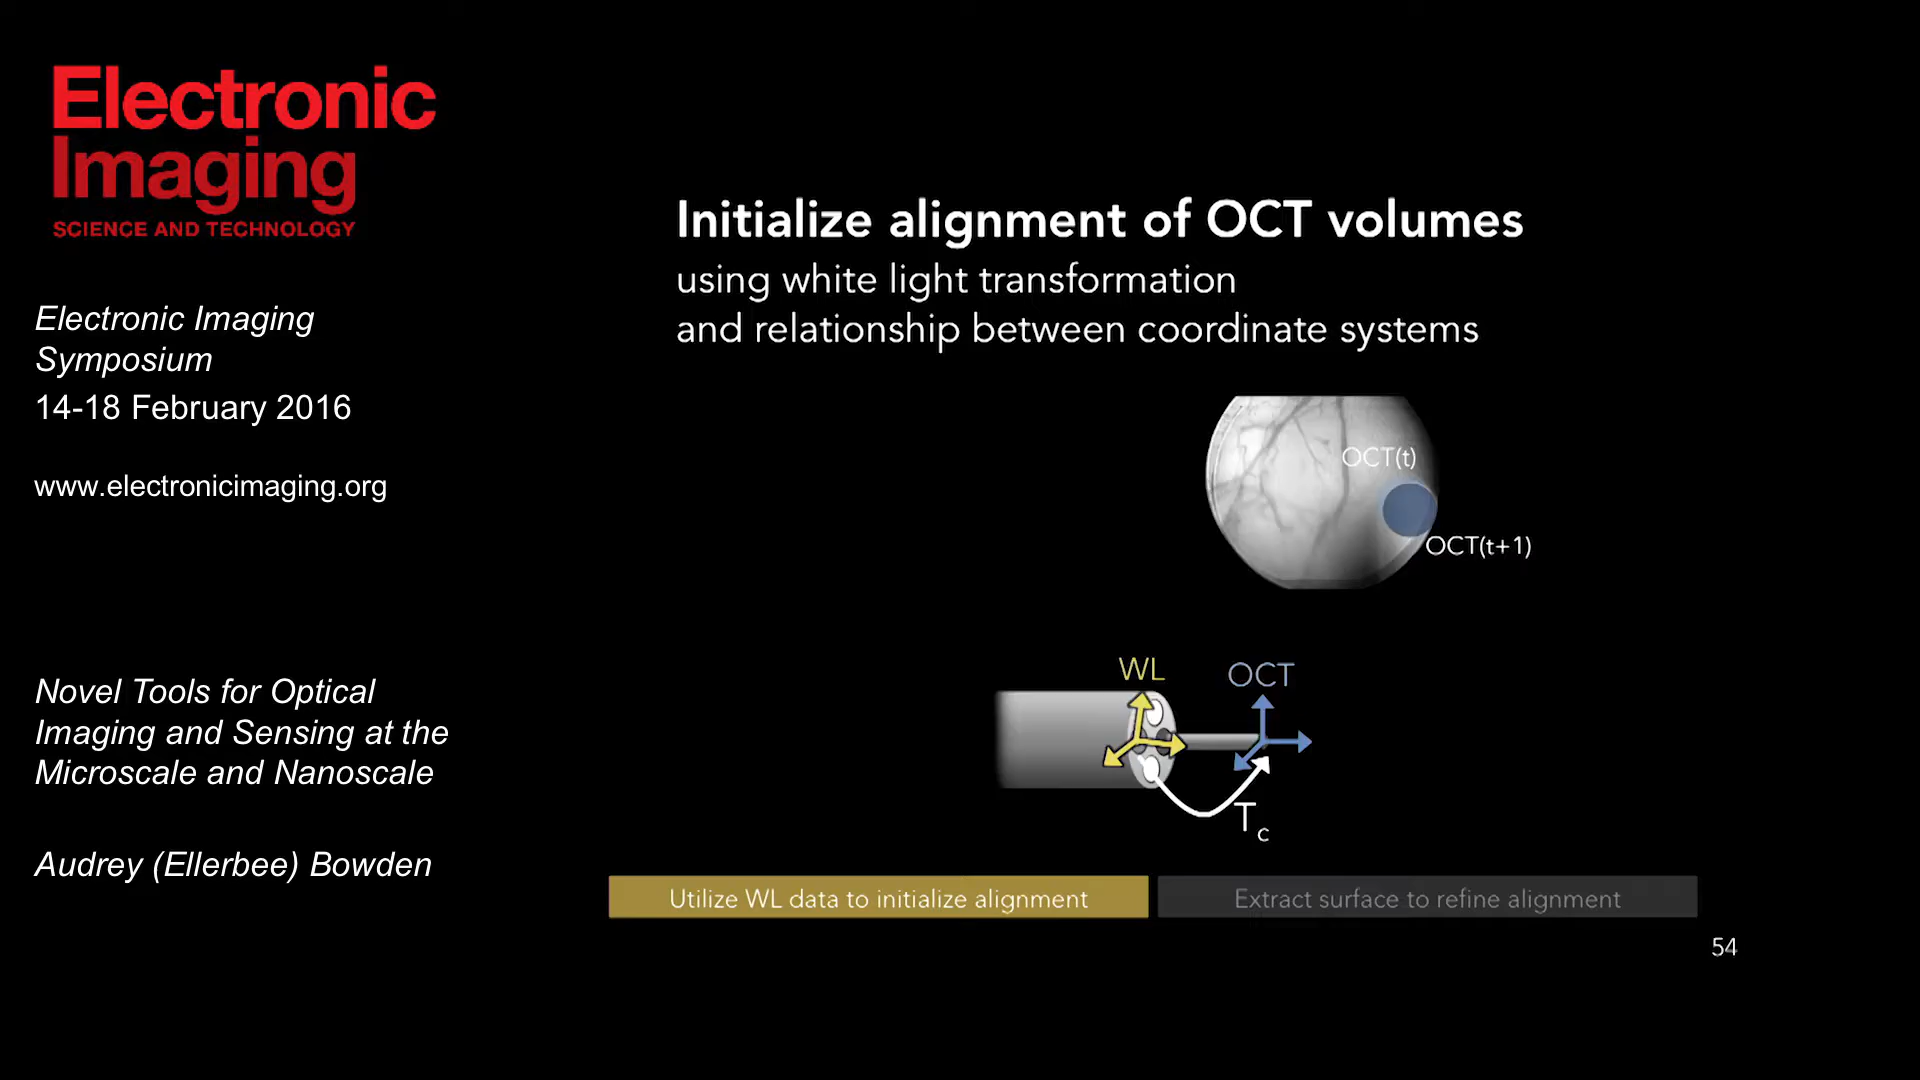 Electronic
Imaging
SCIENCE AND TECHNOLOGY
Electronic Imaging
Symposium
14-18 February 2016
www.electronicimaging.org
Novel Tools for Optical
Imaging and Sensing at the
Microscale and Nanoscale
Audrey (Ellerbee) Bowden
Initialize alignment of OCT volumes
using white light transformation
and relationship between coordinate systems
OCT(t)
OCT(t+1)
WL
OCT
Tc
Utilize WL data to initialize alignment
Extract surface to refine alignment
54